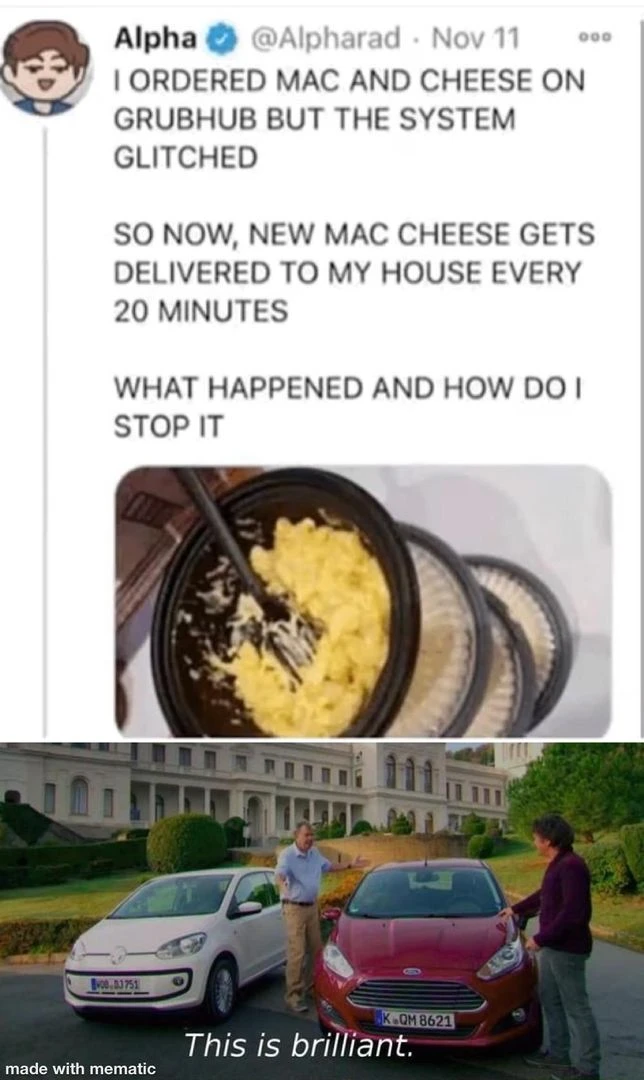 Alpha @Alpharad · Nov 11
I ORDERED MAC AND CHEESE ON
GRUBHUB BUT THE SYSTEM
GLITCHED
SO NOW, NEW MAC CHEESE GETS
DELIVERED TO MY HOUSE EVERY
20 MINUTES
WHAT HAPPENED AND HOW DO I
STOP IT
WOB DJ751
K QM 8621
This is brilliant.
made with mematic